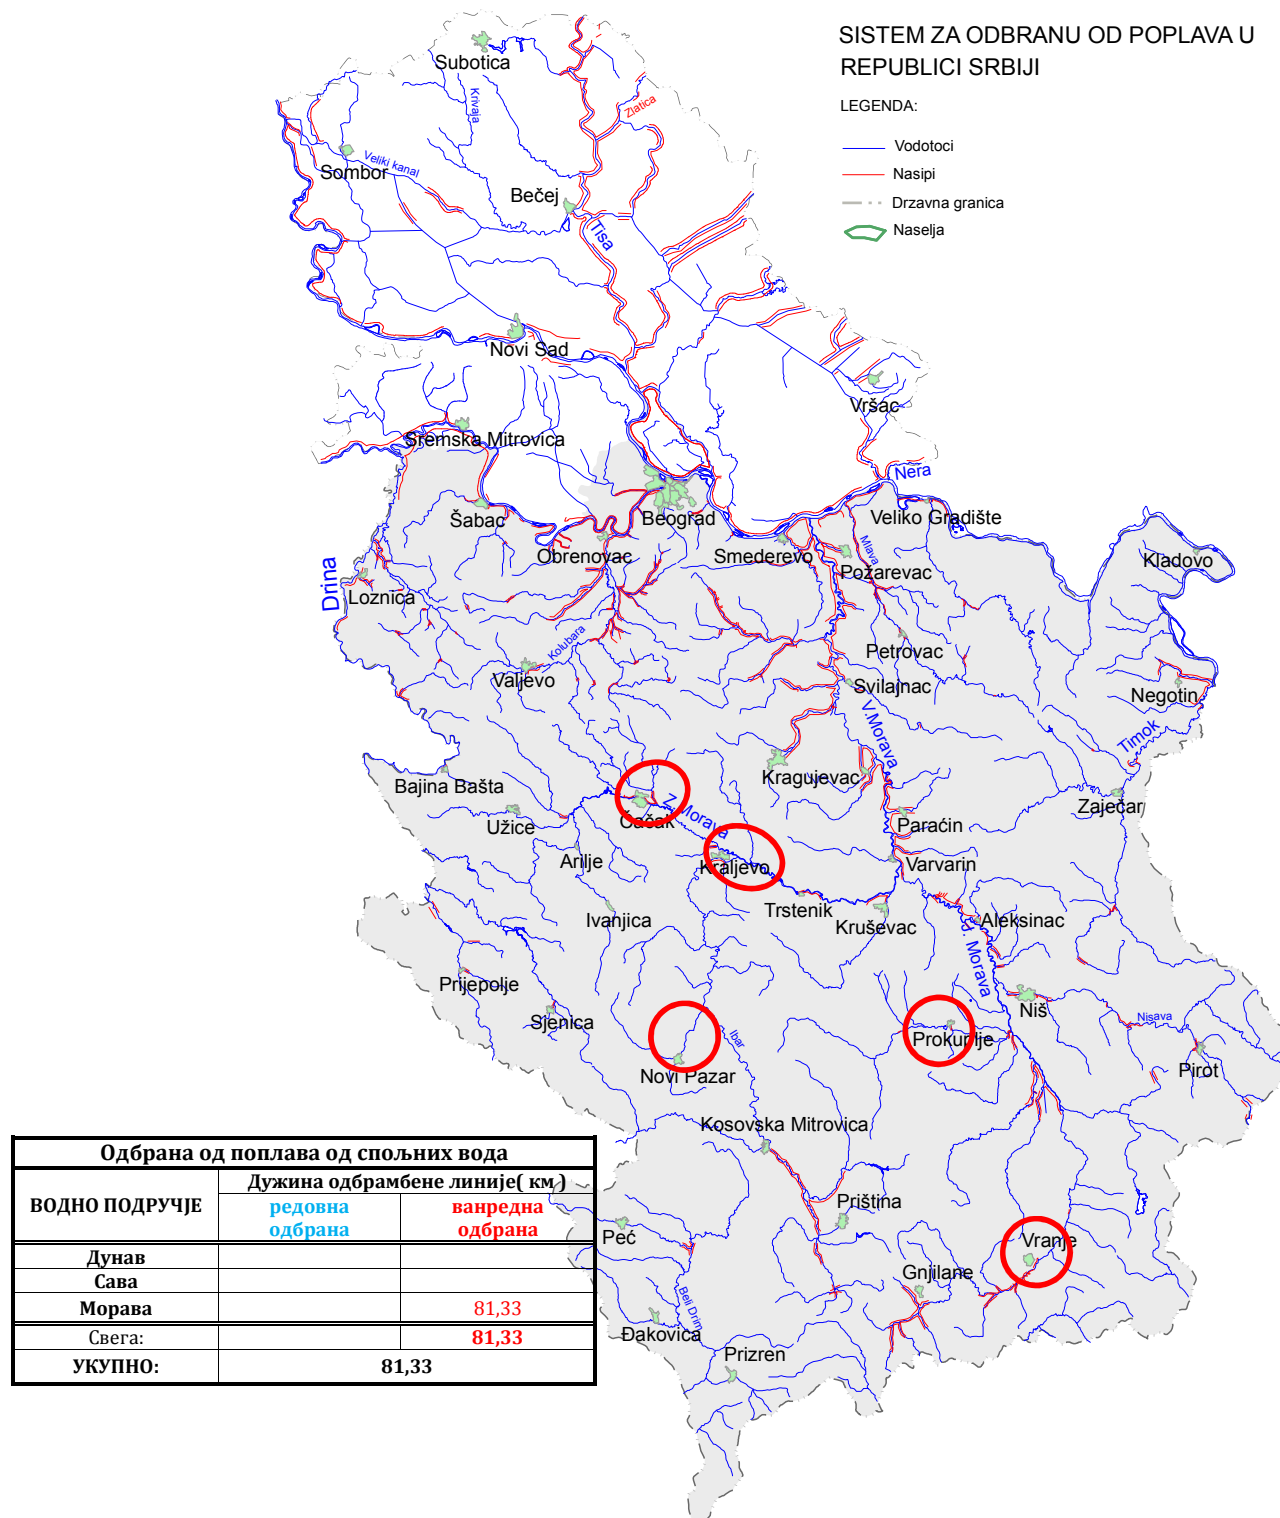 SISTEM ZA ODBRANU OD POPLAVA U
REPUBLICI SRBIJI
LEGENDA:
Vodotoci
Nasipi
Drzavna granica
Naselja
Subotica
Krivaja
Zlatica
Sombor
Veliki kanal
Bečej
Tisa
Novi Sad
Vršac
Sremska Mitrovica
Nera
Šabac
Beograd
Veliko Gradište
Obrenovac
Smederevo
Mlava
Požarevac
Kladovo
Drina
Loznica
Kolubara
Petrovac
Valjevo
Svilajnac
Negotin
V.Morava
Timok
Bajina Bašta
Kragujevac
Zaječar
Užice
Čačak
Z. Morava
Paraćin
Arilje
Kraljevo
Varvarin
Ivanjica
Trstenik
Kruševac
Aleksinac
J. Morava
Prijepolje
Sjenica
Niš
Nisava
Ibar
Prokuplje
Novi Pazar
Pirot
Kosovska Mitrovica
Priština
Peć
Vranje
Gnjilane
Beli Drim
Đakovica
Prizren
Одбрана од поплава од спољних вода
ВОДНО ПОДРУЧЈЕ
Дужина одбрамбене линије( км )
редовна
одбрана
ванредна
одбрана
Дунав
Сава
Морава 81,33
Свега: 81,33
УКУПНО: 81,33